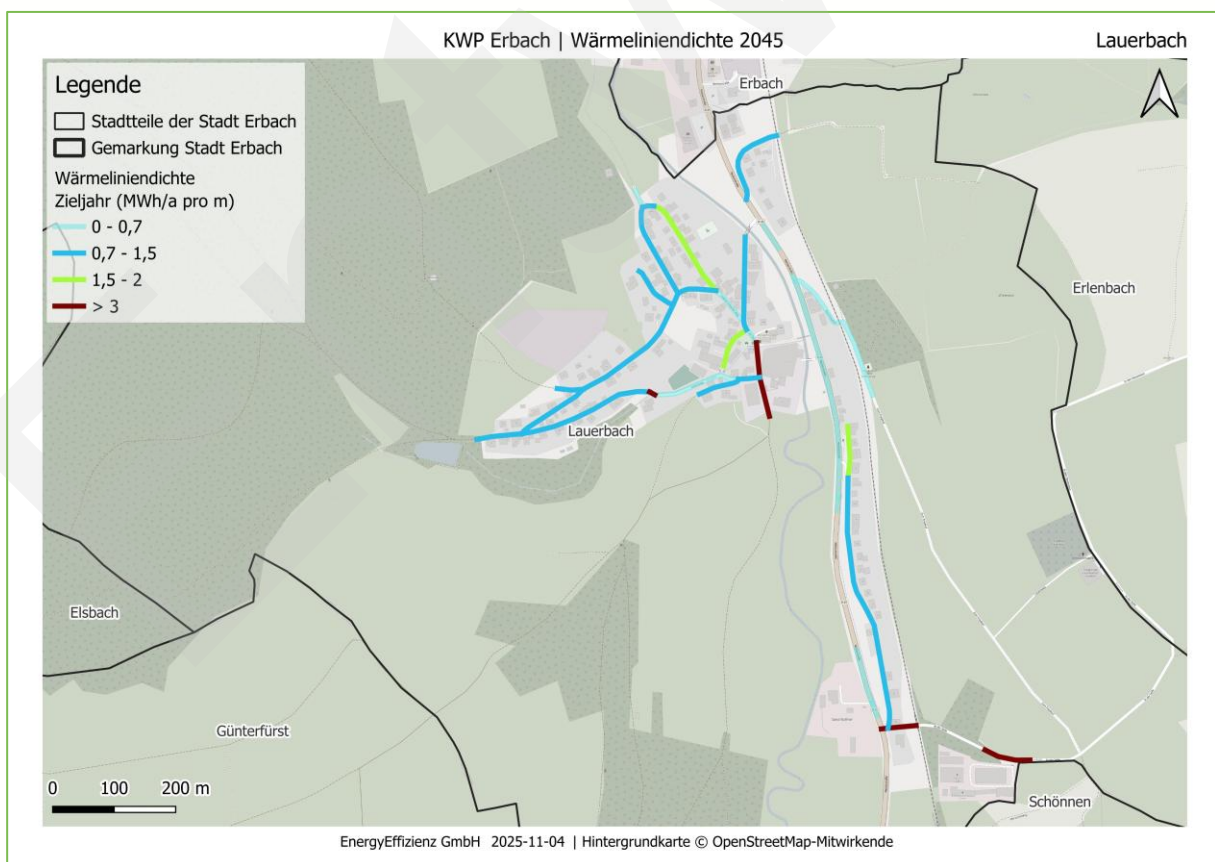 KWP Erbach | Wärmeliniendichte 2045
Lauerbach
Legende
Stadtteile der Stadt Erbach
Gemarkung Stadt Erbach
Wärmeliniendichte
Zieljahr (MWh/a pro m)
0 - 0,7
0,7 - 1,5
1,5 - 2
> 3
Erbach
Erlenbach
Lauerbach
Elsbach
Günterfürst
Schönnen
0 100 200 m
EnergyEffizienz GmbH 2025-11-04 | Hintergrundkarte © OpenStreetMap-Mitwirkende